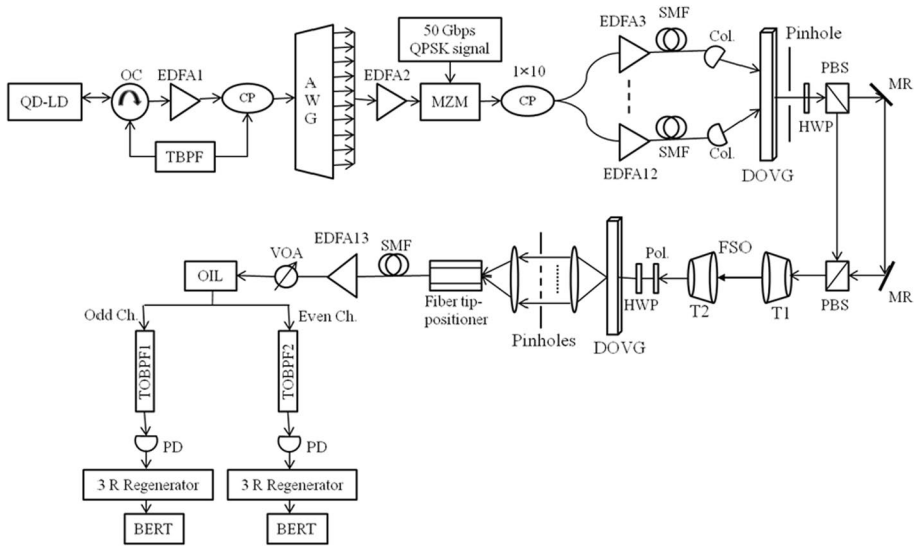 50 Gbps
QPSK signal
EDFA3
SMF
Col.
Pinhole
QD-LD
OC
EDFA1
CP
A
W
G
EDFA2
MZM
1×10
CP
PBS
MR
HWP
TBPF
EDFA12
SMF
Col.
DOVG
OIL
VOA
EDFA13
SMF
Fiber tip-
positioner
Pinholes
DOVG
HWP
Pol.
T2
FSO
T1
PBS
MR
Odd Ch.
Even Ch.
TOBPF1
TOBPF2
PD
PD
3 R Regenerator
3 R Regenerator
BERT
BERT